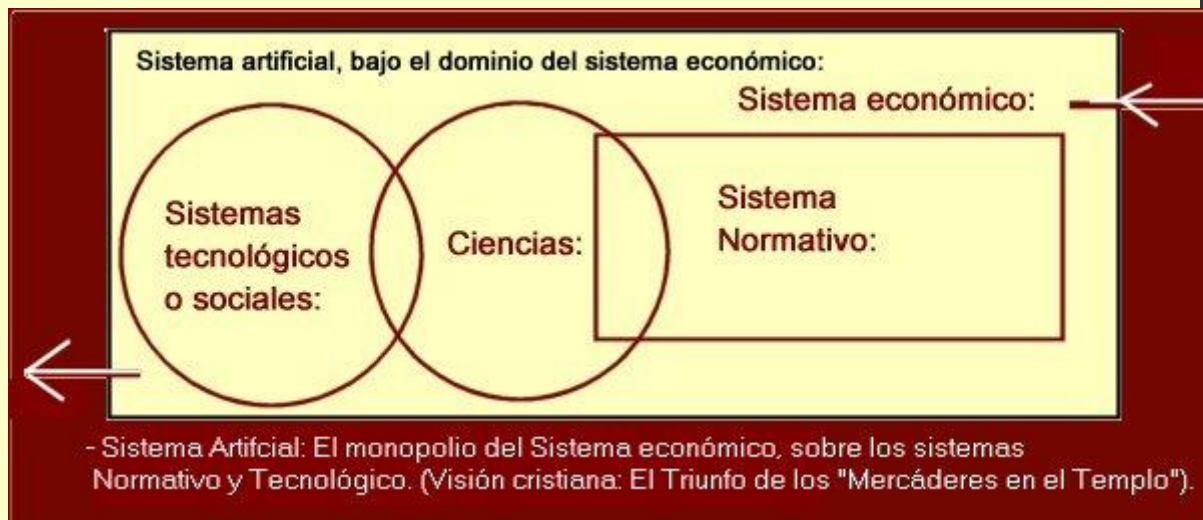 Sistema artificial, bajo el dominio del sistema económico:
Sistema económico:
Sistemas
tecnológicos
o sociales:
Ciencias:
Sistema
Normativo:
- Sistema Artifcial: El monopolio del Sistema económico, sobre los sistemas
Normativo y Tecnológico. (Visión cristiana: El Triunfo de los "Mercáderes en el Templo").